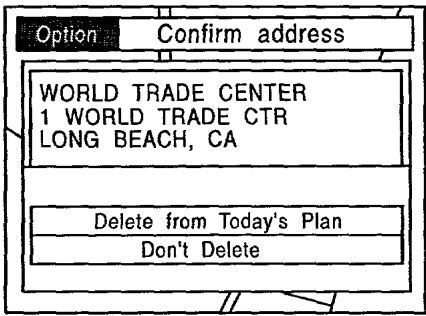 Option Confirm address
WORLD TRADE CENTER
1 WORLD TRADE CTR
LONG BEACH, CA
Delete from Today's Plan
Don't Delete